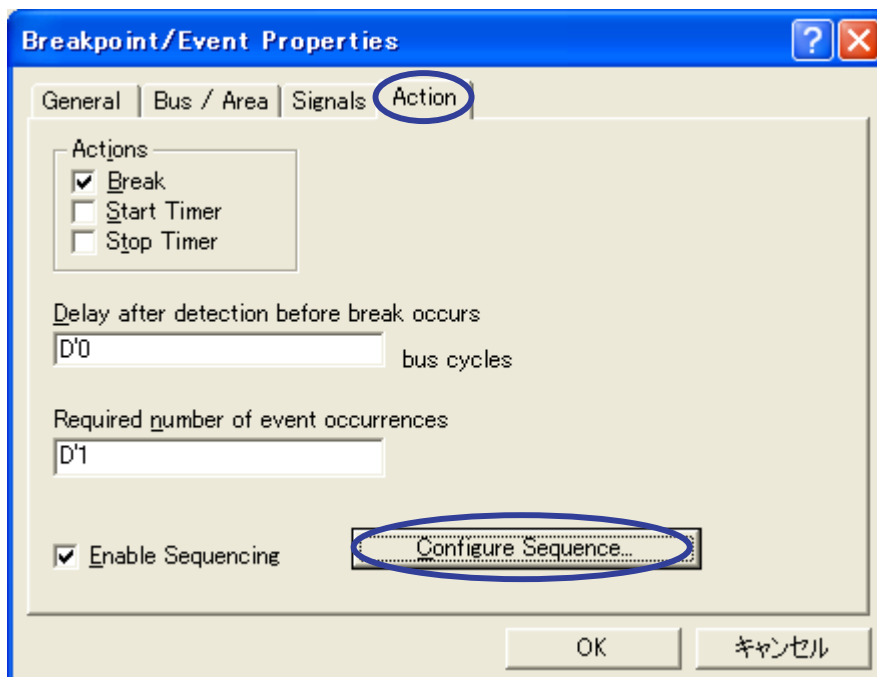 Breakpoint/Event Properties
General Bus / Area Signals Action
Actions
Break
Start Timer
Stop Timer
Delay after detection before break occurs
D'0 bus cycles
Required number of event occurrences
D'1
Enable Sequencing Configure Sequence...
OK キャンセル